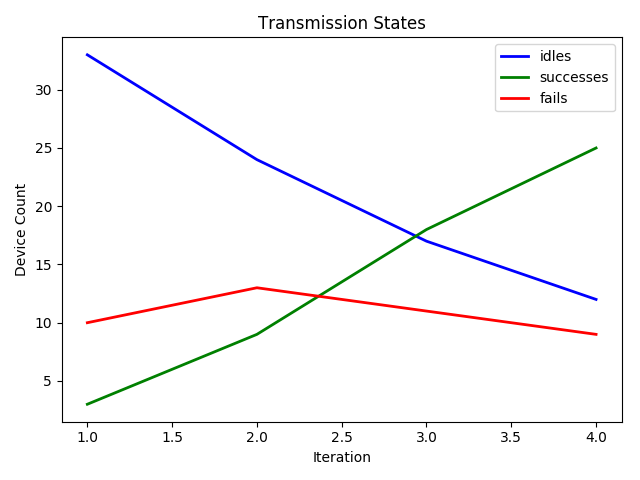 Transmission States
idles
successes
fails
Device Count
30
25
20
15
10
5
1.0 1.5 2.0 2.5 3.0 3.5 4.0
Iteration